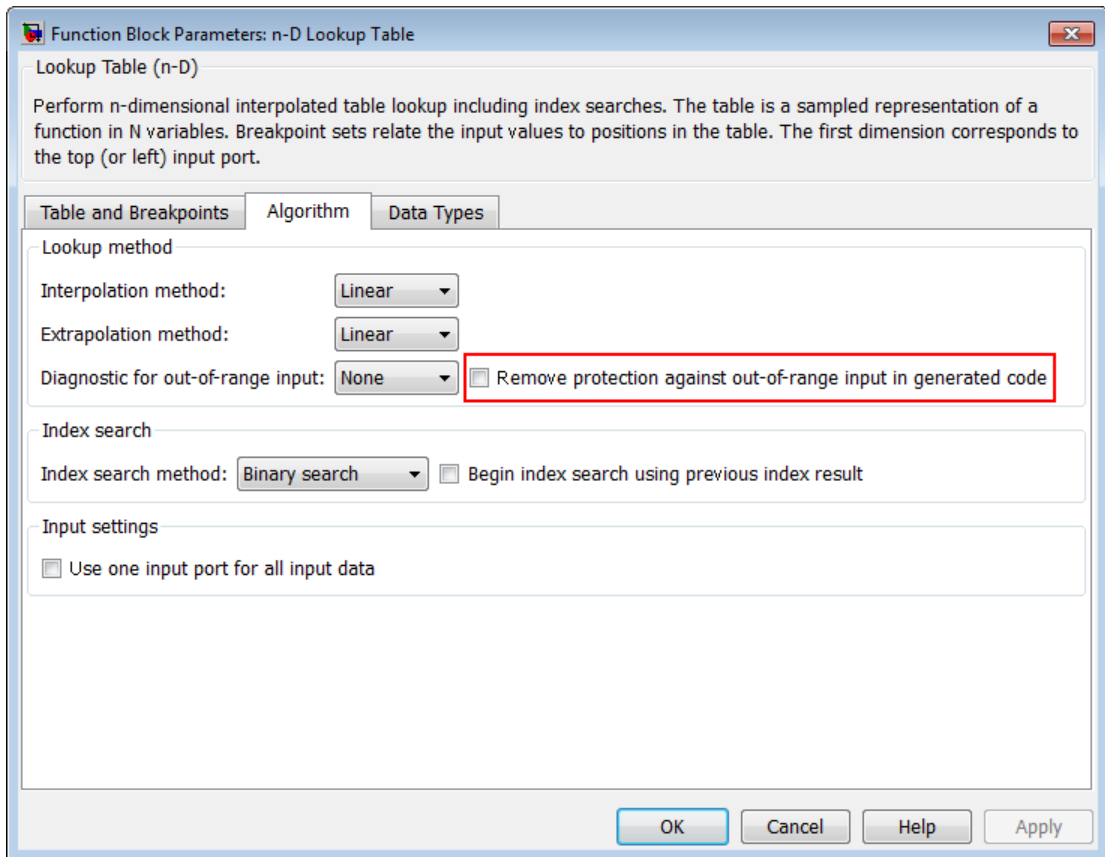 Function Block Parameters: n-D Lookup Table
Lookup Table (n-D)
Perform n-dimensional interpolated table lookup including index searches. The table is a sampled representation of a
function in N variables. Breakpoint sets relate the input values to positions in the table. The first dimension corresponds to
the top (or left) input port.
Table and Breakpoints Algorithm Data Types
Lookup method
Interpolation method: Linear
Extrapolation method: Linear
Diagnostic for out-of-range input: None Remove protection against out-of-range input in generated code
Index search
Index search method: Binary search Begin index search using previous index result
Input settings
Use one input port for all input data
OK Cancel Help Apply